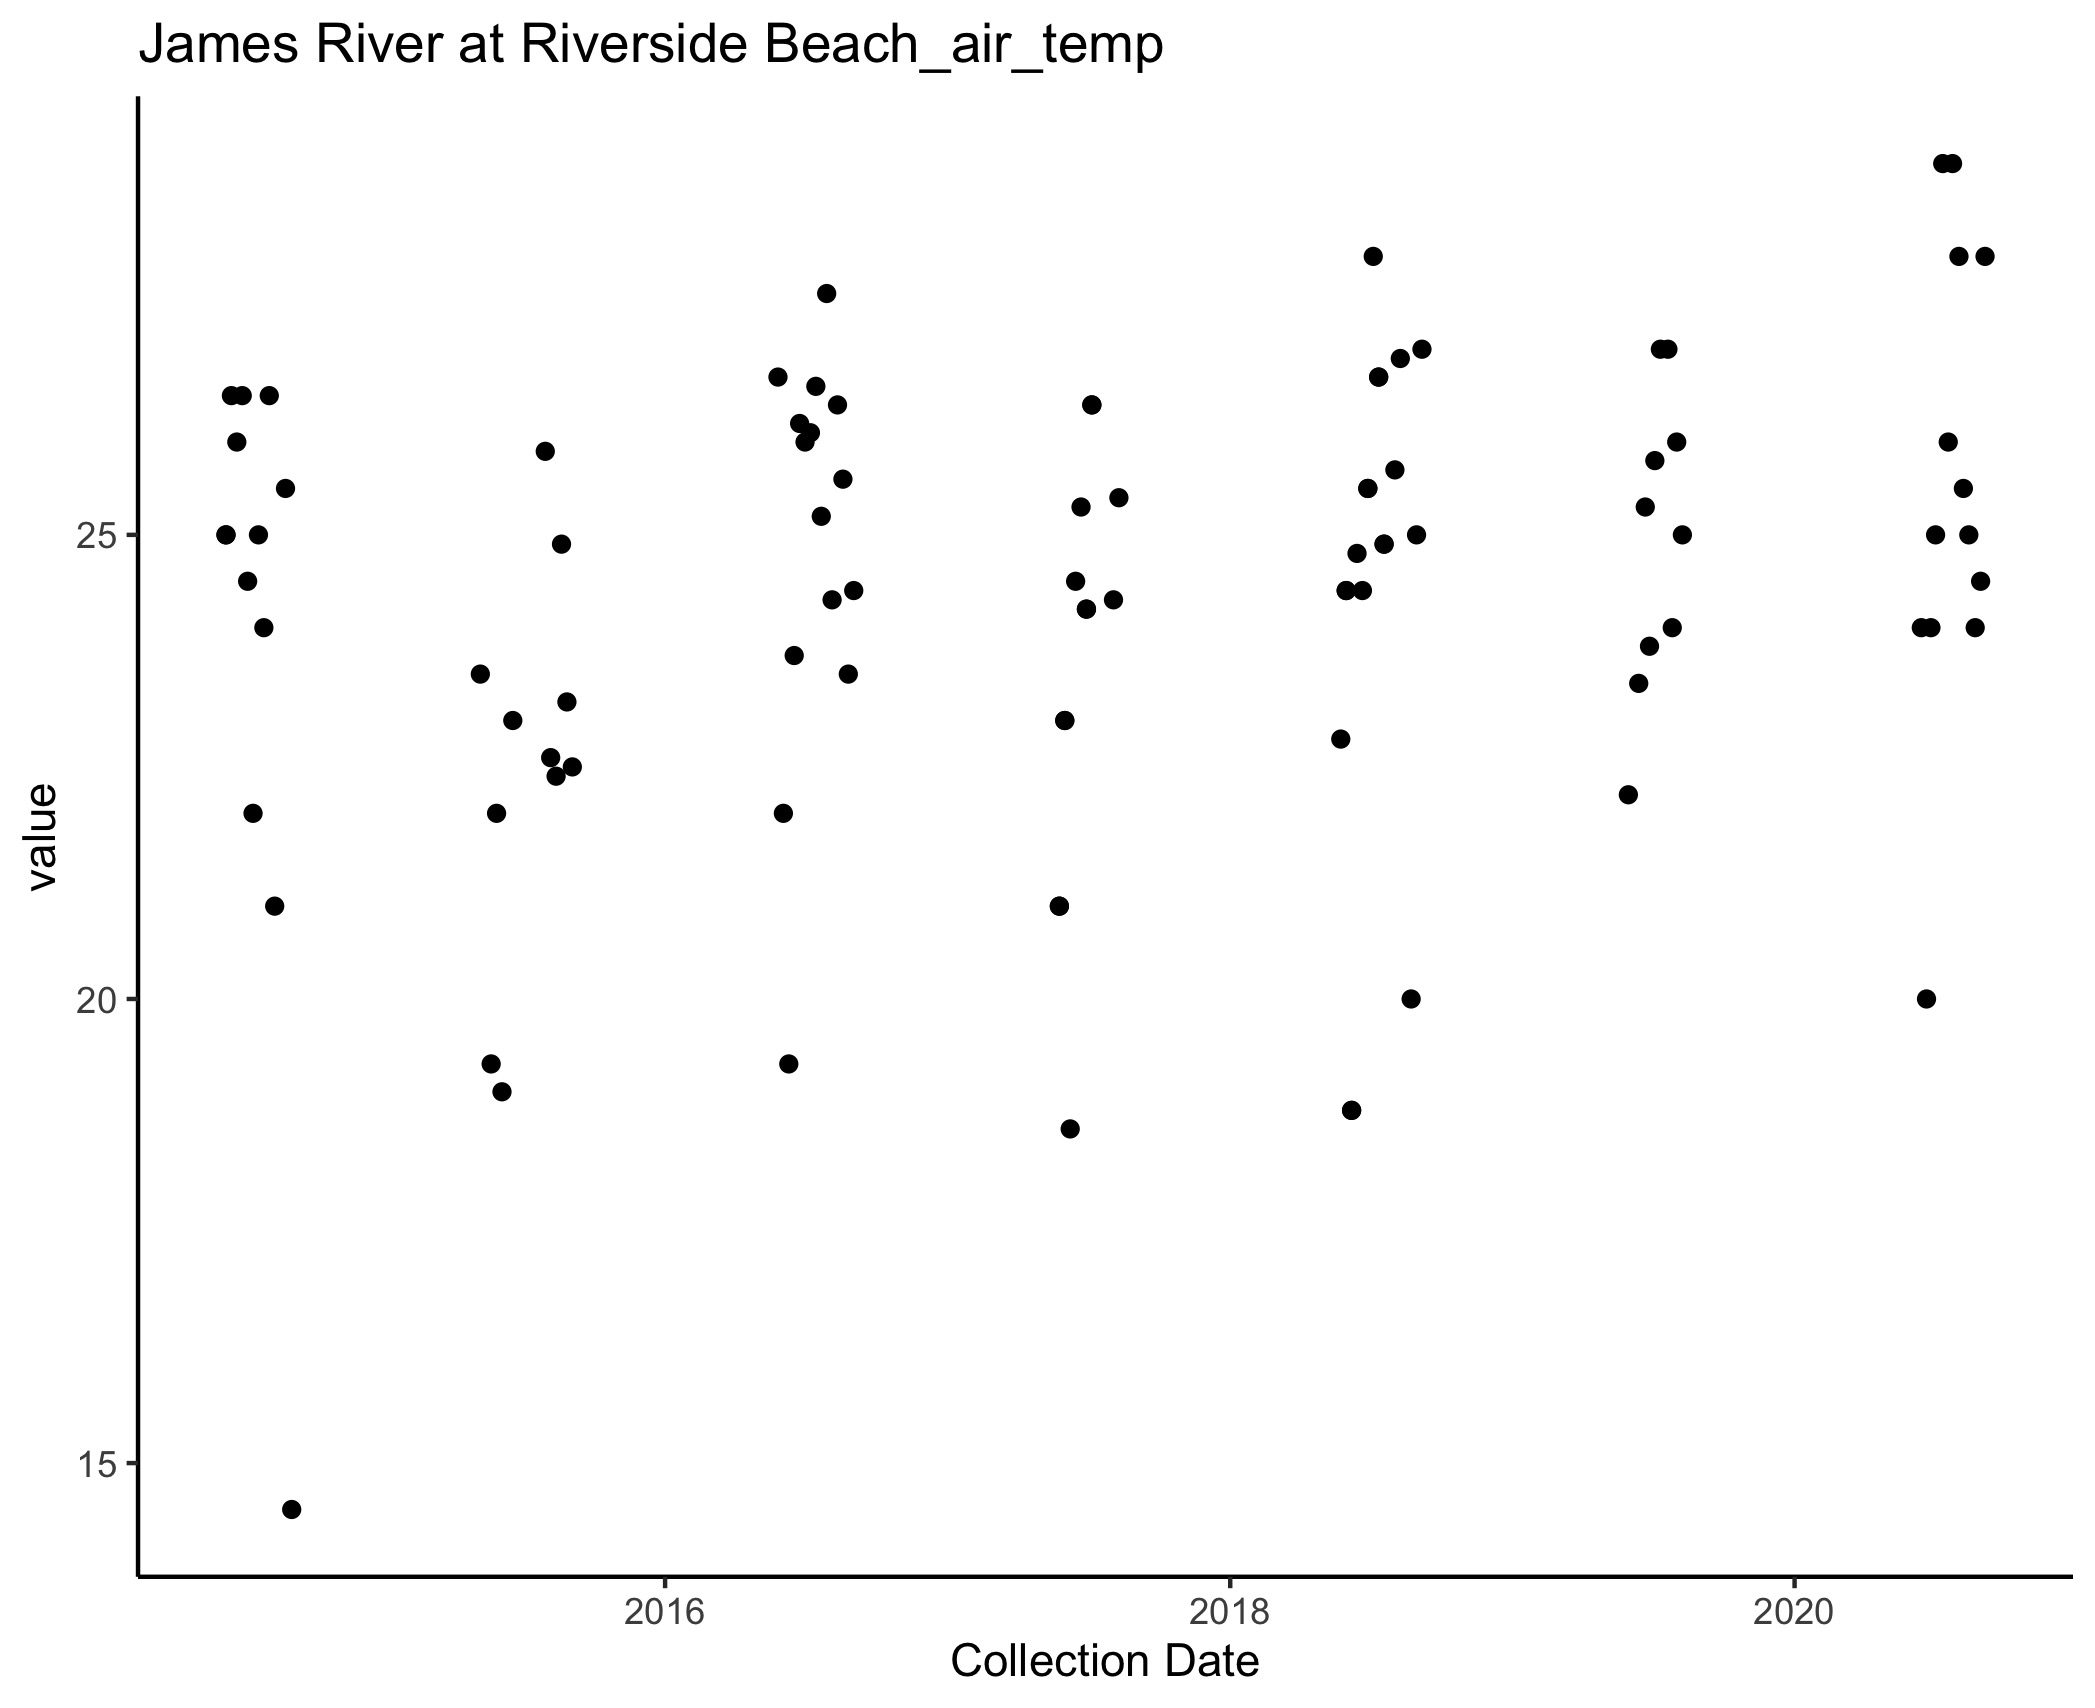 James River at Riverside Beach_air_temp
value
25
20
15
2016 2018 2020
Collection Date